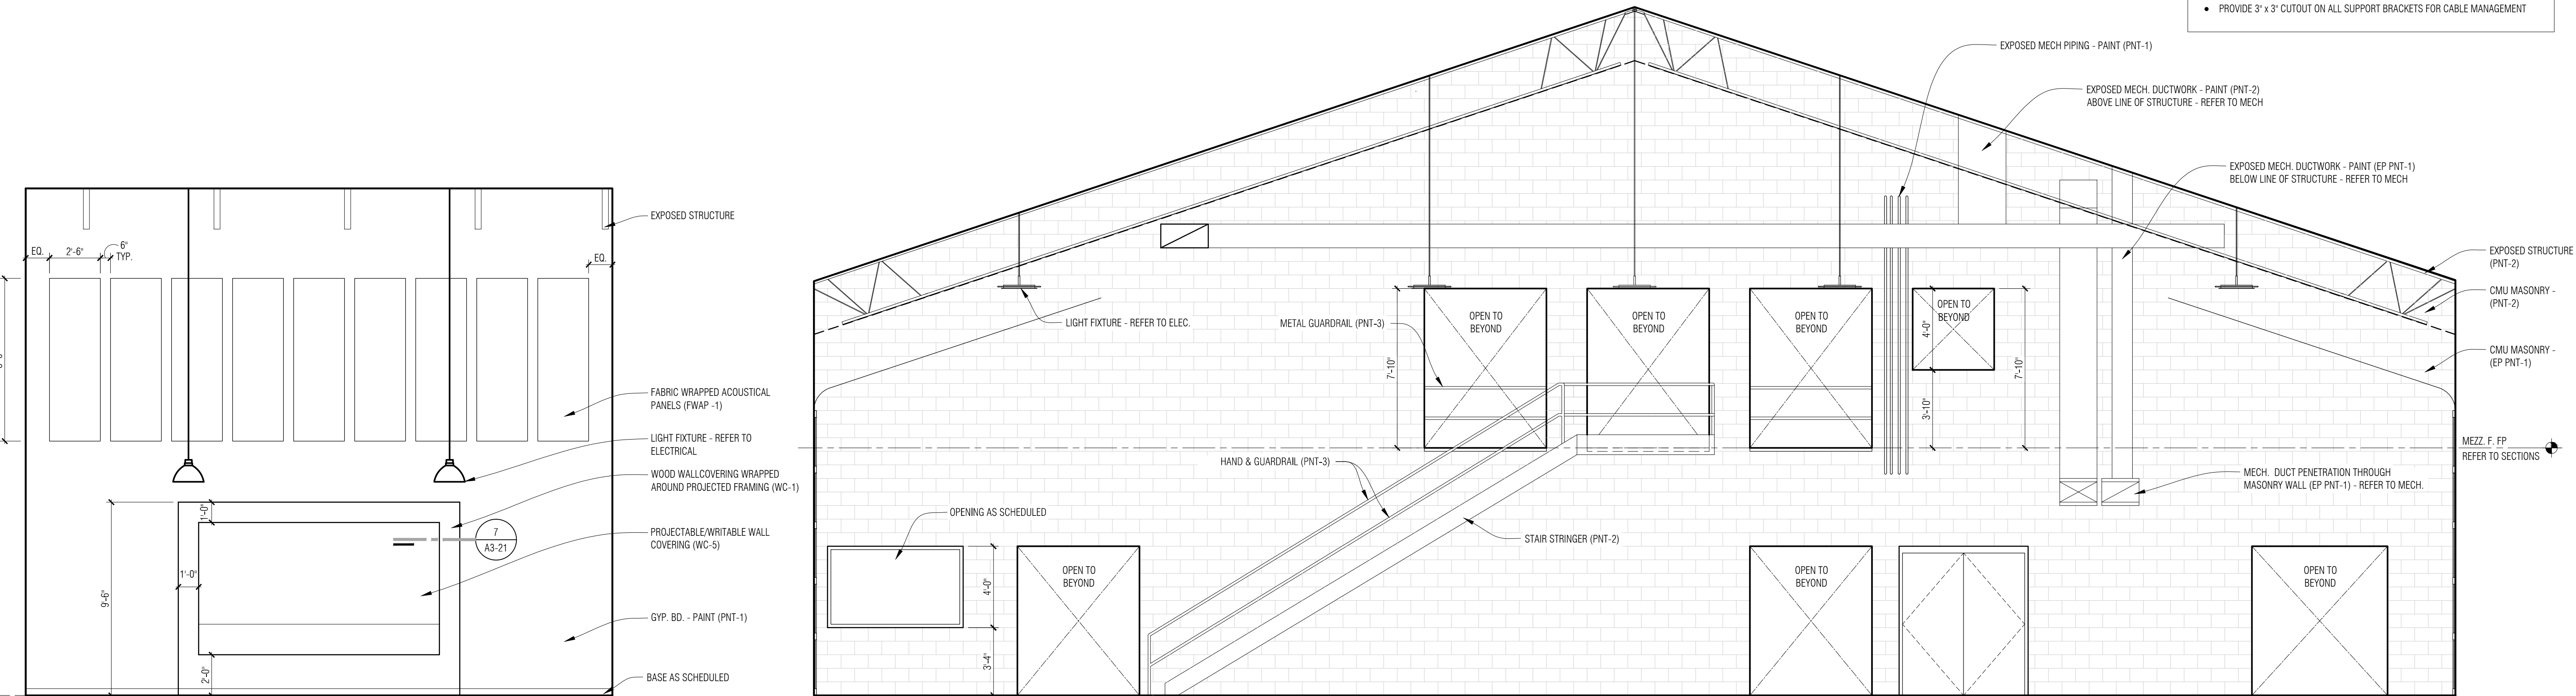 • PROVIDE 3" x 3" CUTOUT ON ALL SUPPORT BRACKETS FOR CABLE MANAGEMENT
EXPOSED STRUCTURE
EQ.
2'-6"
6"
TYP.
EQ.
FABRIC WRAPPED ACOUSTICAL
PANELS (FWAP -1)
LIGHT FIXTURE - REFER TO
ELECTRICAL
WOOD WALLCOVERING WRAPPED
AROUND PROJECTED FRAMING (WC-1)
PROJECTABLE/WRITABLE WALL
COVERING (WC-5)
7
A3-21
1'-0"
1'-0"
9'-6"
2'-0"
GYP. BD. - PAINT (PNT-1)
BASE AS SCHEDULED
EXPOSED MECH PIPING - PAINT (PNT-1)
EXPOSED MECH. DUCTWORK - PAINT (PNT-2)
ABOVE LINE OF STRUCTURE - REFER TO MECH
EXPOSED MECH. DUCTWORK - PAINT (EP PNT-1)
BELOW LINE OF STRUCTURE - REFER TO MECH
EXPOSED STRUCTURE
(PNT-2)
CMU MASONRY -
(PNT-2)
CMU MASONRY -
(EP PNT-1)
LIGHT FIXTURE - REFER TO ELEC.
METAL GUARDRAIL (PNT-3)
7'-10"
OPEN TO
BEYOND
OPEN TO
BEYOND
OPEN TO
BEYOND
OPEN TO
BEYOND
4'-0"
3'-10"
7'-10"
MEZZ. F. FP
REFER TO SECTIONS
HAND & GUARDRAIL (PNT-3)
MECH. DUCT PENETRATION THROUGH
MASONRY WALL (EP PNT-1) - REFER TO MECH.
OPENING AS SCHEDULED
STAIR STRINGER (PNT-2)
4'-0"
3'-4"
OPEN TO
BEYOND
OPEN TO
BEYOND
OPEN TO
BEYOND